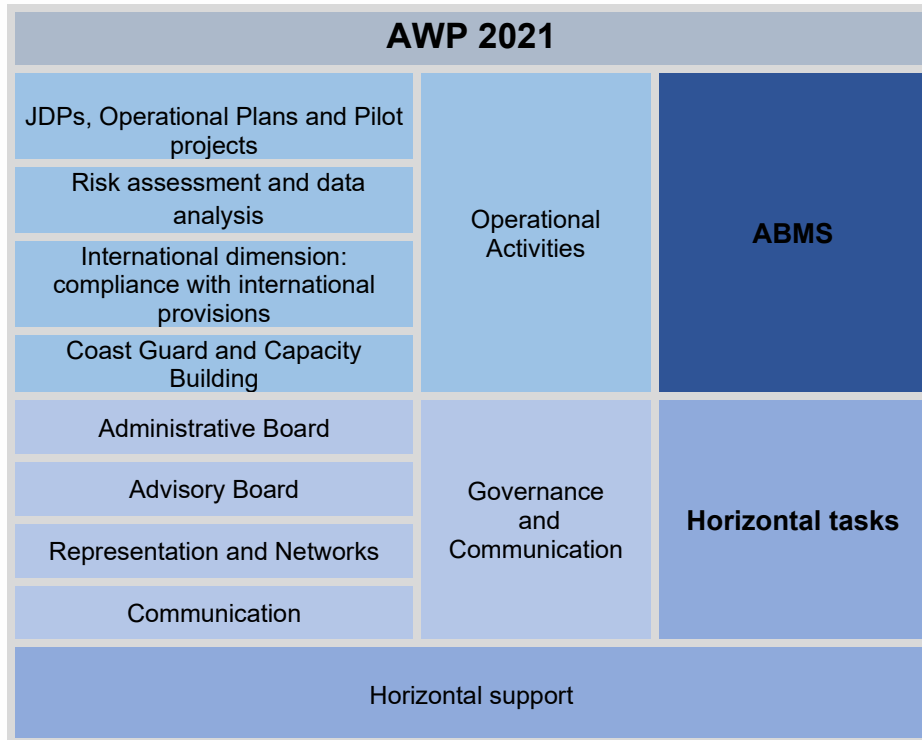 AWP 2021
JDPs, Operational Plans and Pilot
projects
Risk assessment and data
analysis
International dimension:
compliance with international
provisions
Coast Guard and Capacity
Building
Operational
Activities
ABMS
Administrative Board
Advisory Board
Representation and Networks
Communication
Governance
and
Communication
Horizontal tasks
Horizontal support